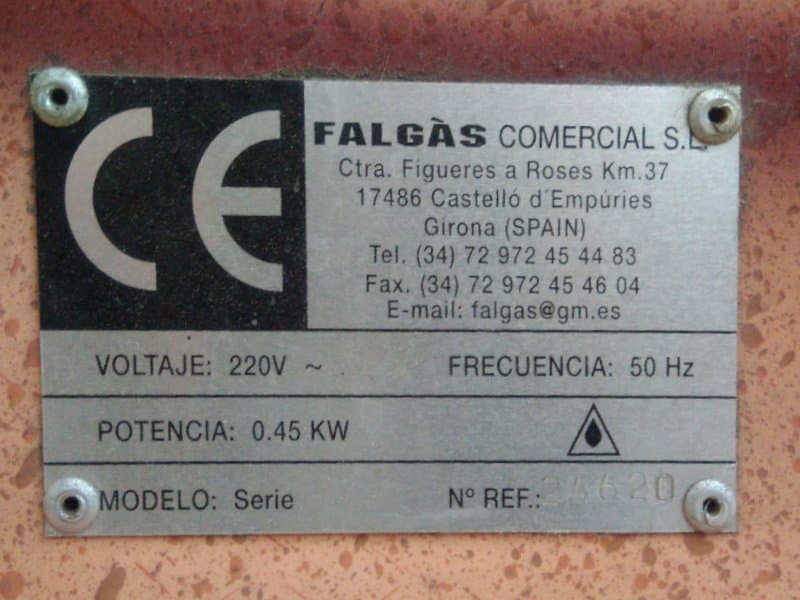 CE
FALGÀS COMERCIAL S.L.
Ctra. Figueres a Roses Km.37
17486 Castelló d´Empúries
Girona (SPAIN)
Tel. (34) 72 972 45 44 83
Fax. (34) 72 972 45 46 04
E-mail: falgas@gm.es
VOLTAJE: 220V ~ FRECUENCIA: 50 Hz
POTENCIA: 0.45 KW
MODELO: Serie Nº REF.: 24620